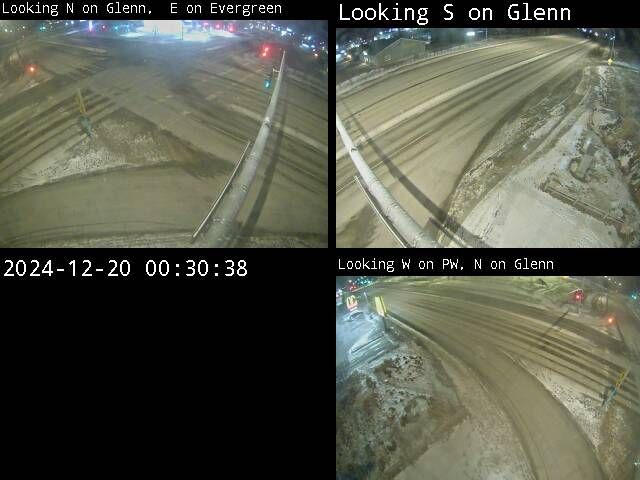 Looking N on Glenn,  E on Evergreen
Looking S on Glenn
2024-12-20 00:30:38
Looking W on PW, N on Glenn